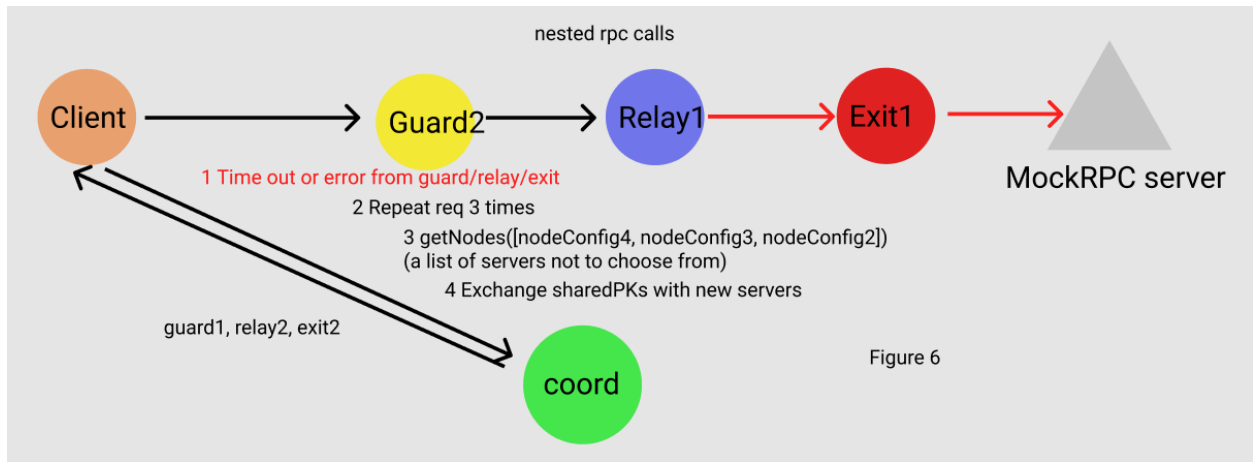 nested rpc calls
Client
Guard2
Relay1
Exit1
MockRPC server
1 Time out or error from guard/relay/exit
2 Repeat req 3 times
3 getNodes([nodeConfig4, nodeConfig3, nodeConfig2])
(a list of servers not to choose from)
4 Exchange sharedPKs with new servers
guard1, relay2, exit2
coord
Figure 6